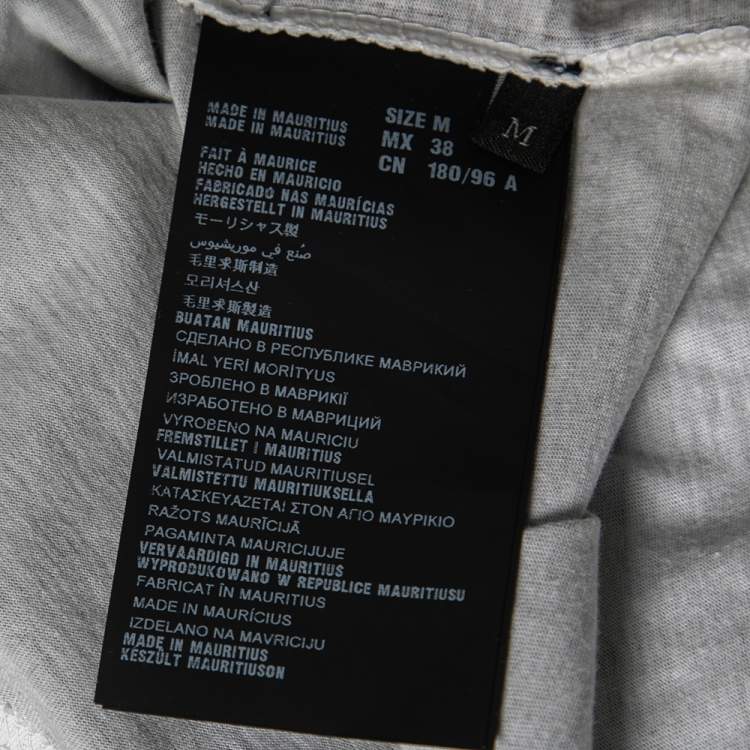 MADE IN MAURITIUS
MADE IN MAURITIUS
SIZE M
MX 38
CN 180/96 A
M
FAIT À MAURICE
HECHO EN MAURICIO
FABRICADO NAS MAURÍCIAS
HERGESTELLT IN MAURITIUS
モーリシャス製
صُنع في موريشيوس
毛里求斯制造
모리셔스산
毛里求斯製造
BUATAN MAURITIUS
СДЕЛАНО В РЕСПУБЛИКЕ МАВРИКИЙ
İMAL YERİ MORİTYUS
ЗРОБЛЕНО В МАВРИКІЇ
ИЗРАБОТЕНО В МАВРИЦИЙ
VYROBENO NA MAURICIU
FREMSTILLET I MAURITIUS
VALMISTATUD MAURITIUSEL
VALMISTETTU MAURITIUKSELLA
ΚΑΤΑΣΚΕΥΑΖΕΤΑΙ ΣΤΟΝ ΑΓΙΟ ΜΑΥΡΙΚΙΟ
RAŽOTS MAURĪCIJĀ
PAGAMINTA MAURICIJUJE
VERVAARDIGD IN MAURITIUS
WYPRODUKOWANO W REPUBLICE MAURITIUSU
FABRICAT ÎN MAURITIUS
MADE IN MAURÍCIUS
IZDELANO NA MAVRICIJU
MADE IN MAURITIUS
KÉSZÜLT MAURITIUSON